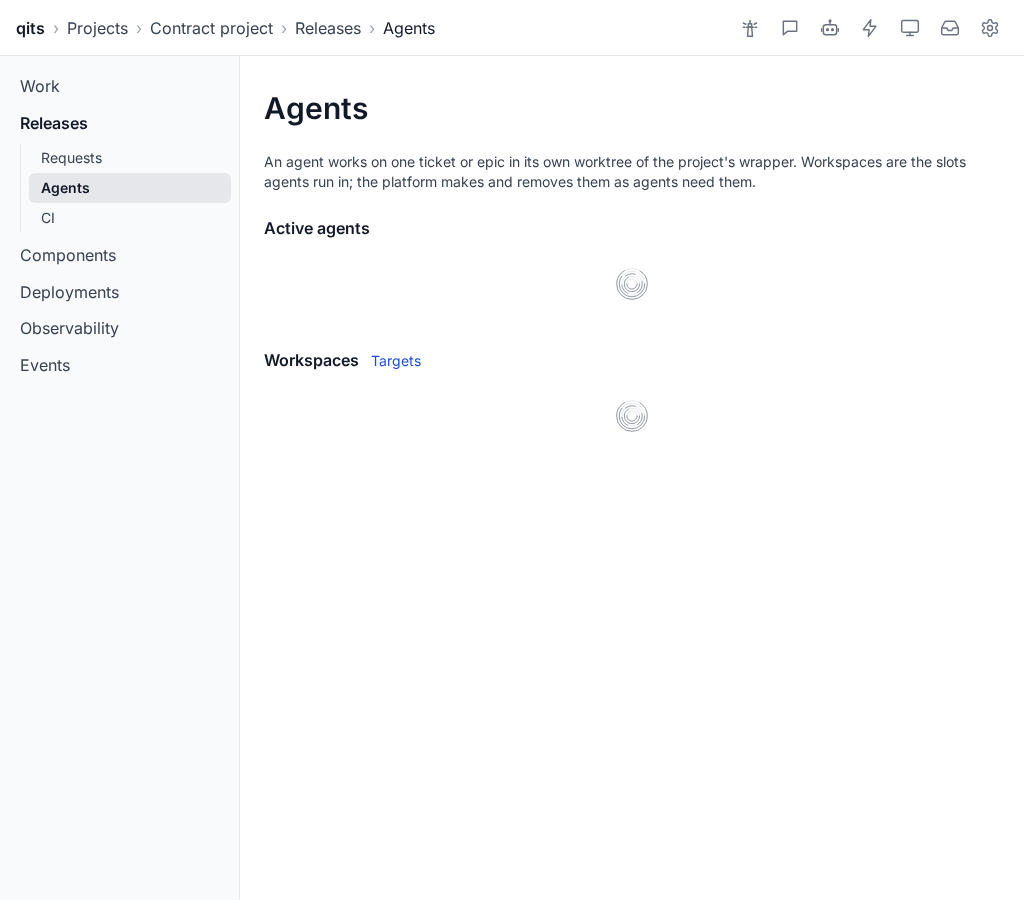 qits › Projects › Contract project › Releases › Agents
Work
Releases
Requests
Agents
CI
Components
Deployments
Observability
Events
Agents
An agent works on one ticket or epic in its own worktree of the project's wrapper. Workspaces are the slots
agents run in; the platform makes and removes them as agents need them.
Active agents
Workspaces Targets